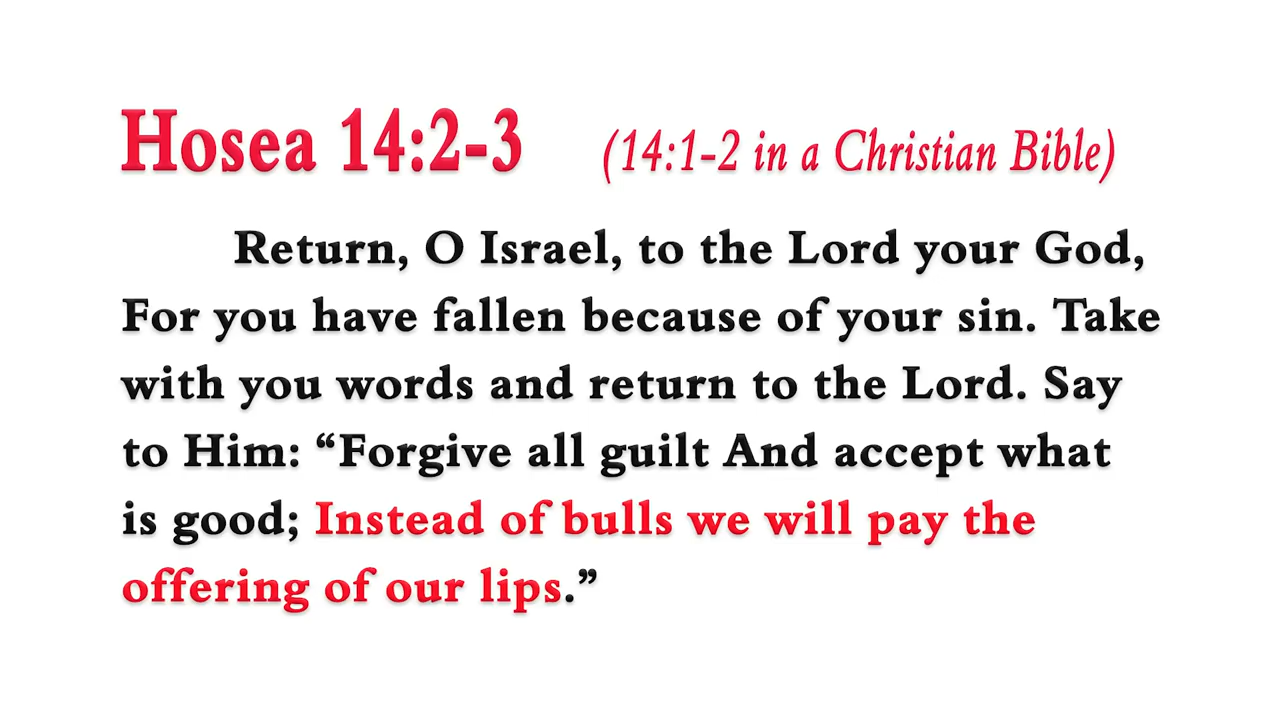 Hosea 14:2-3 (14:1-2 in a Christian Bible)
Return, O Israel, to the Lord your God,
For you have fallen because of your sin. Take
with you words and return to the Lord. Say
to Him: “Forgive all guilt And accept what
is good; Instead of bulls we will pay the
offering of our lips.”